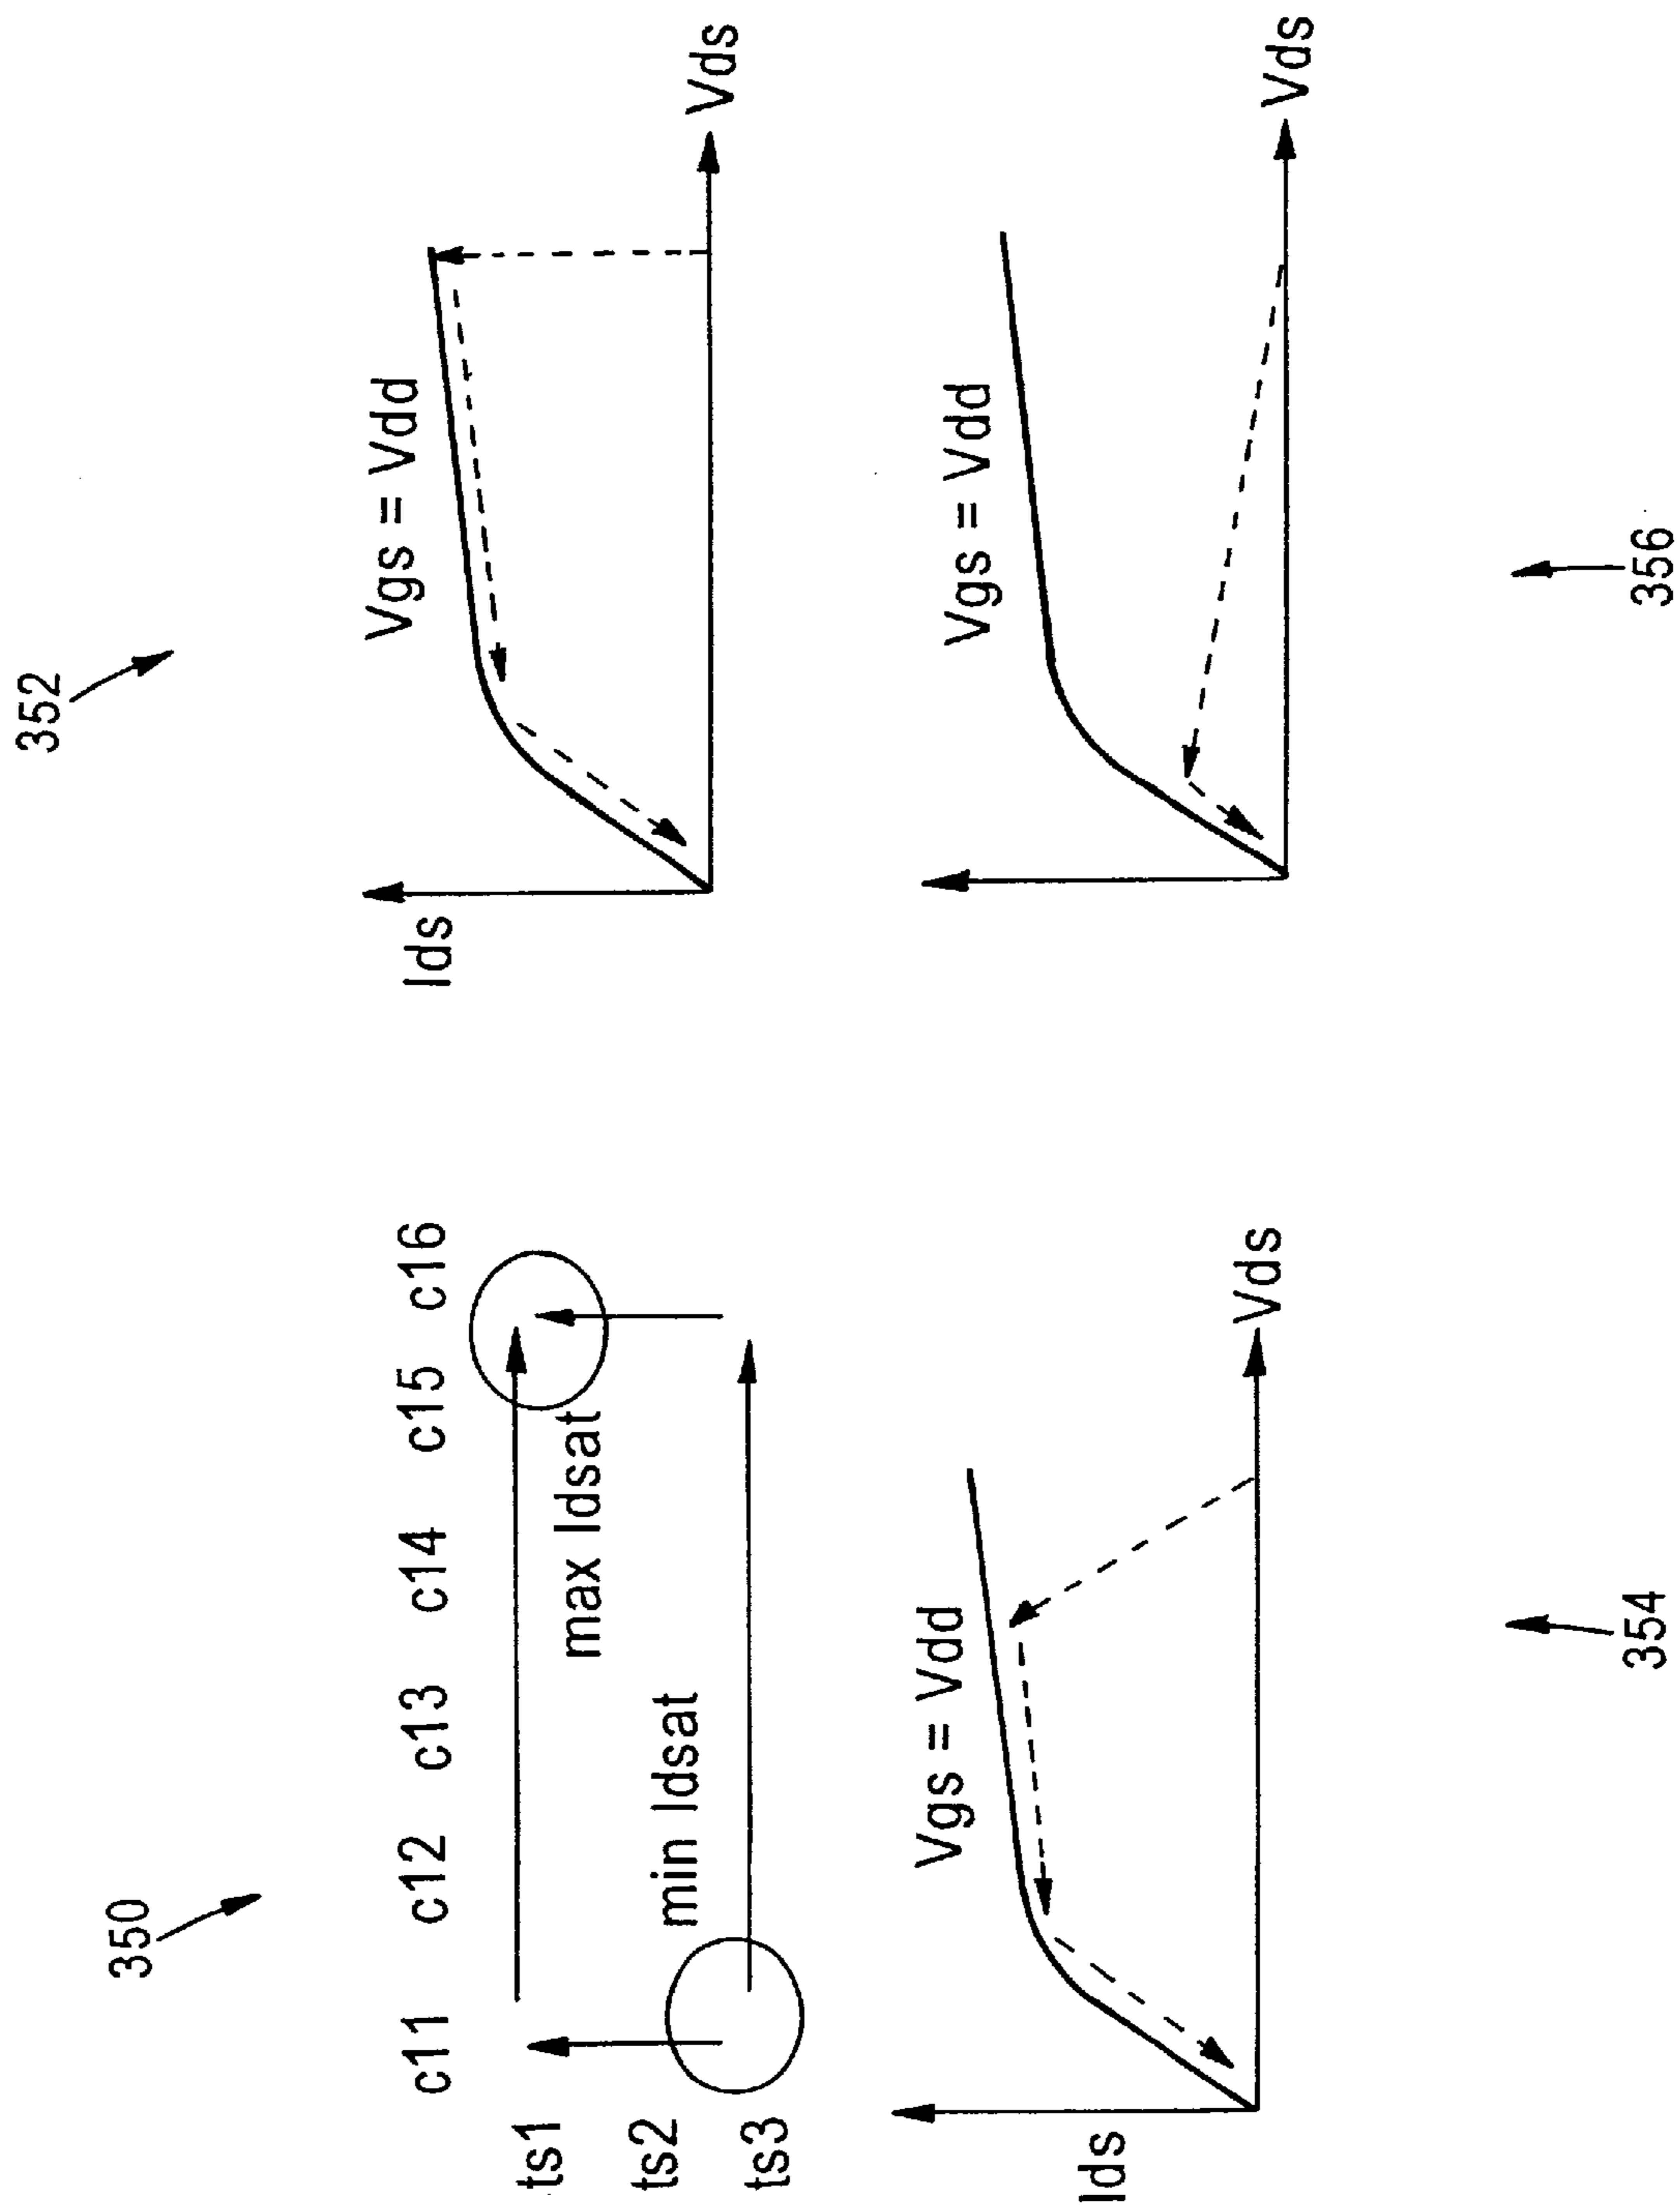 350
c11 c12 c13 c14 c15 c16
ts1
max Idsat
ts2
min Idsat
ts3
352
Ids
Vgs = Vdd
Vds
354
Ids
Vgs = Vdd
Vds
356
Vgs = Vdd
Vds